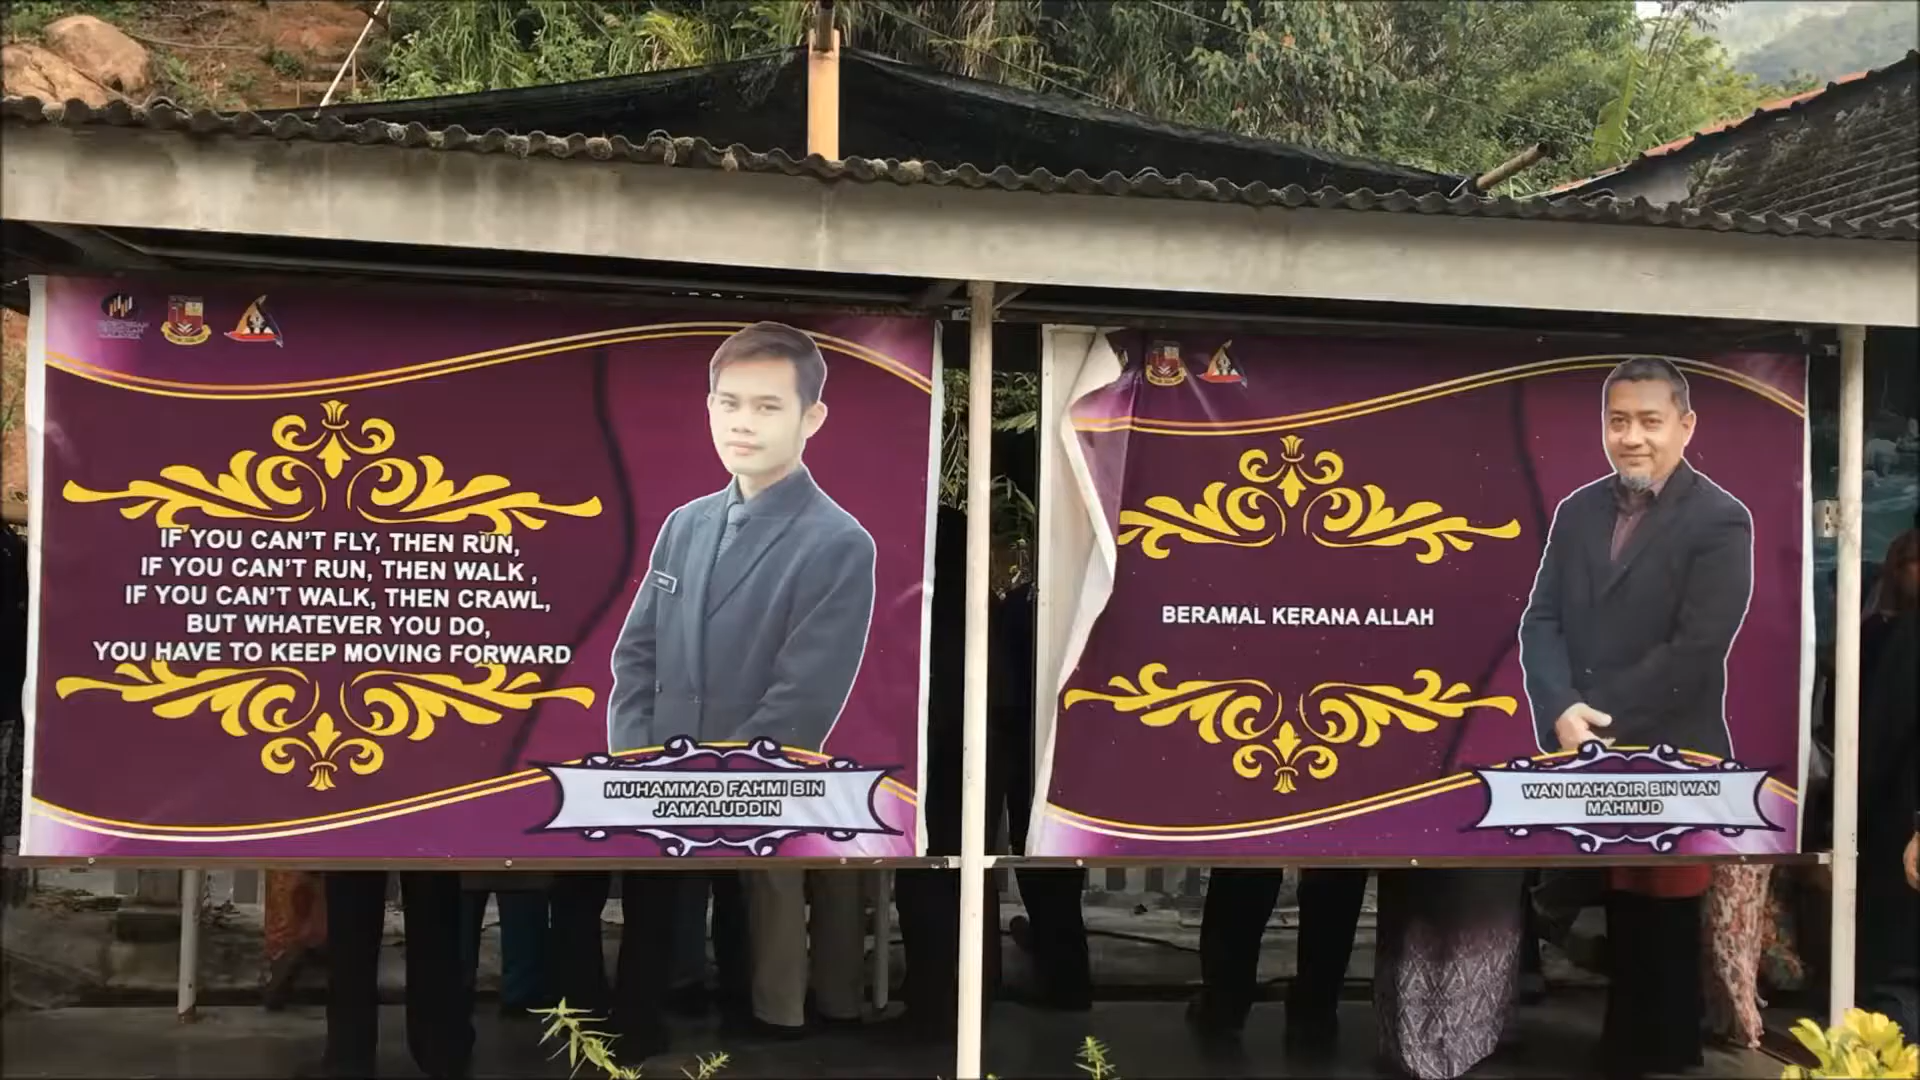 IF YOU CAN'T FLY, THEN RUN,
IF YOU CAN'T RUN, THEN WALK ,
IF YOU CAN'T WALK, THEN CRAWL,
BUT WHATEVER YOU DO,
YOU HAVE TO KEEP MOVING FORWARD
MUHAMMAD FAHMI BIN
JAMALUDDIN
BERAMAL KERANA ALLAH
WAN MAHADIR BIN WAN
MAHMUD